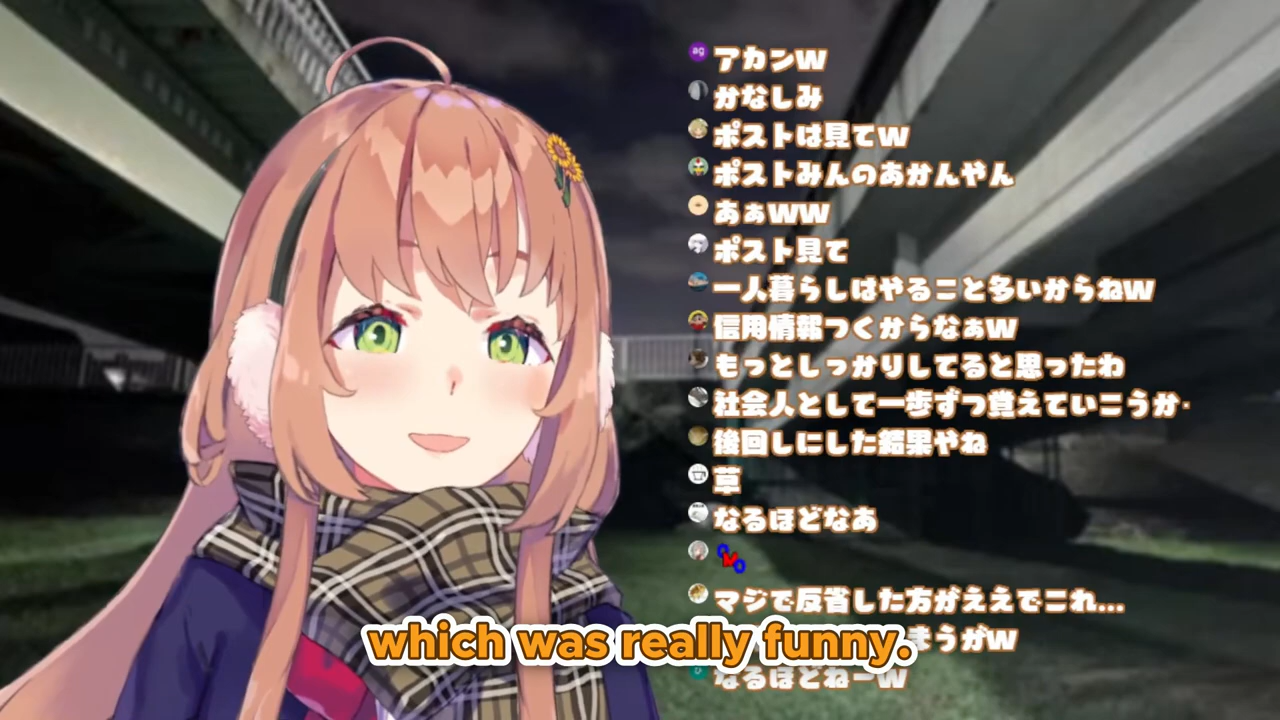 アカンw
かなしみ
ポストは見てw
ポストみんのあかんやん
あぁww
ポスト見て
一人暮らしはやること多いからねw
信用情報つくからなぁw
もっとしっかりしてると思ったわ
社会人として一歩ずつ覚えていこうか
後回しにした結果やね
草
なるほどなあ
マジで反省した方がええでこれ...
まうがw
which was really funny.
なるほどねーw